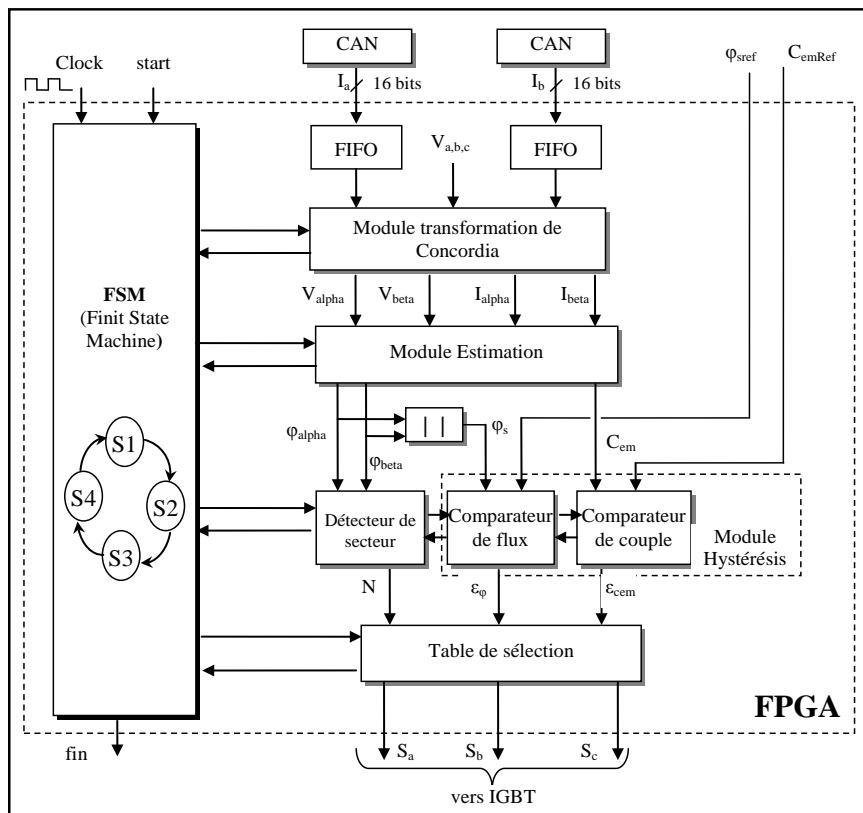 CAN
CAN
φsref
CemRef
Clock
start
Ia
16 bits
Ib
16 bits
FIFO
Va,b,c
FIFO
Module transformation de
Concordia
Valpha
Vbeta
Ialpha
Ibeta
FSM
(Finit State
Machine)
Module Estimation
φalpha
φbeta
| |
φs
Cem
S1
S2
S3
S4
Détecteur de
secteur
Comparateur
de flux
Comparateur
de couple
Module
Hystérésis
N
εφ
εcem
Table de sélection
FPGA
fin
Sa
Sb
Sc
vers IGBT